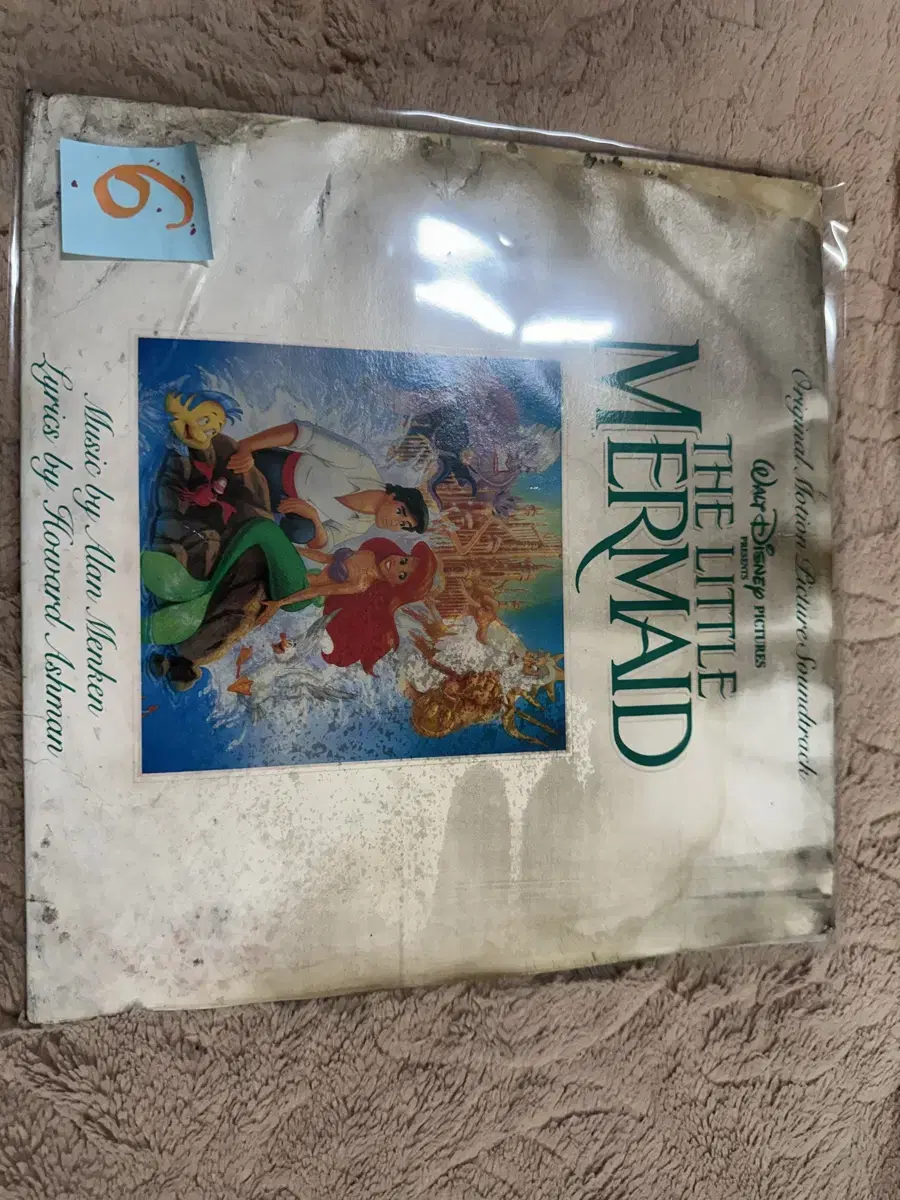 Original Motion Picture Soundtrack
WALT DISNEY PICTURES
PRESENTS
THE LITTLE
MERMAID
Music by Alan Menken
Lyrics by Howard Ashman
6